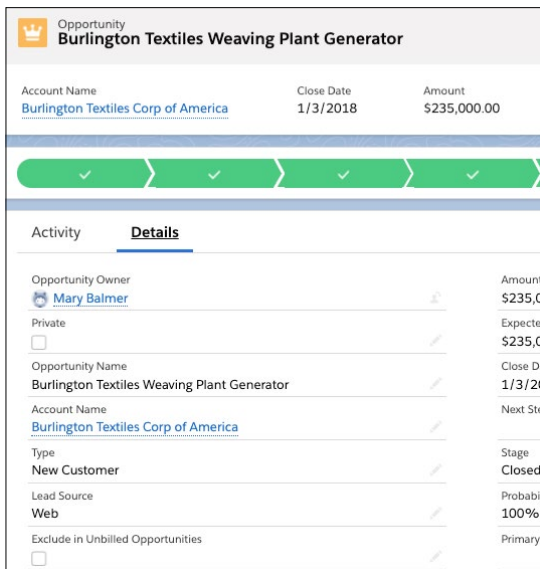 Opportunity
Burlington Textiles Weaving Plant Generator
Account Name Close Date Amount
Burlington Textiles Corp of America 1/3/2018 $235,000.00
Activity Details
Opportunity Owner
Mary Balmer
Private
Opportunity Name
Burlington Textiles Weaving Plant Generator
Account Name
Burlington Textiles Corp of America
Type
New Customer
Lead Source
Web
Exclude in Unbilled Opportunities
Amount
Close D
Next Ste
Stage
Closed
100%
Primary